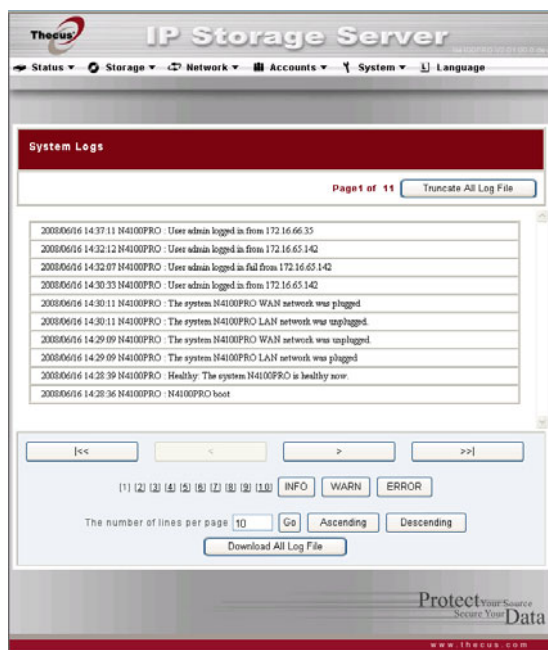 Thecus
IP Storage Server
Status Storage Network Accounts System Language
System Logs
Page1 of 11 Truncate All Log File
2008/06/16 14:37:11 N4100PRO : User admin logged in from 172.16.66.35
2008/06/16 14:32:12 N4100PRO : User admin logged in from 172.16.65.142
2008/06/16 14:32:07 N4100PRO : User admin logged in fail from 172.16.65.142
2008/06/16 14:30:33 N4100PRO : User admin logged in from 172.16.65.142
2008/06/16 14:30:11 N4100PRO : The system N4100PRO WAN network was plugged
2008/06/16 14:30:11 N4100PRO : The system N4100PRO LAN network was unplugged.
2008/06/16 14:29:09 N4100PRO : The system N4100PRO WAN network was unplugged.
2008/06/16 14:29:09 N4100PRO : The system N4100PRO LAN network was plugged
2008/06/16 14:28:39 N4100PRO : Healthy: The system N4100PRO is healthy now.
2008/06/16 14:28:36 N4100PRO : N4100PRO boot
|<< < > >>|
[1] [2] [3] [4] [5] [6] [7] [8] [9] [10] INFO WARN ERROR
The number of lines per page 10 Go Ascending Descending
Download All Log File
Protect Your Source
Secure Your Data
www.thecus.com